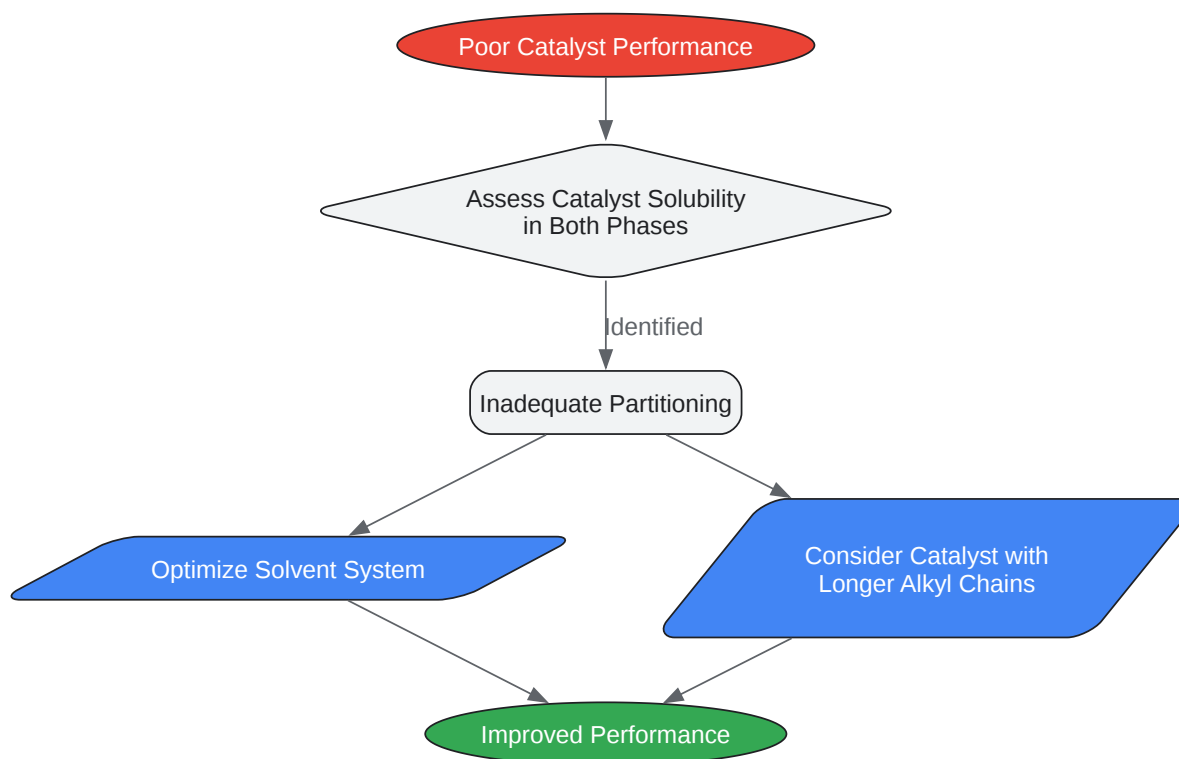 Poor Catalyst Performance
Assess Catalyst Solubility
in Both Phases
Identified
Inadequate Partitioning
Optimize Solvent System
Consider Catalyst with
Longer Alkyl Chains
Improved Performance